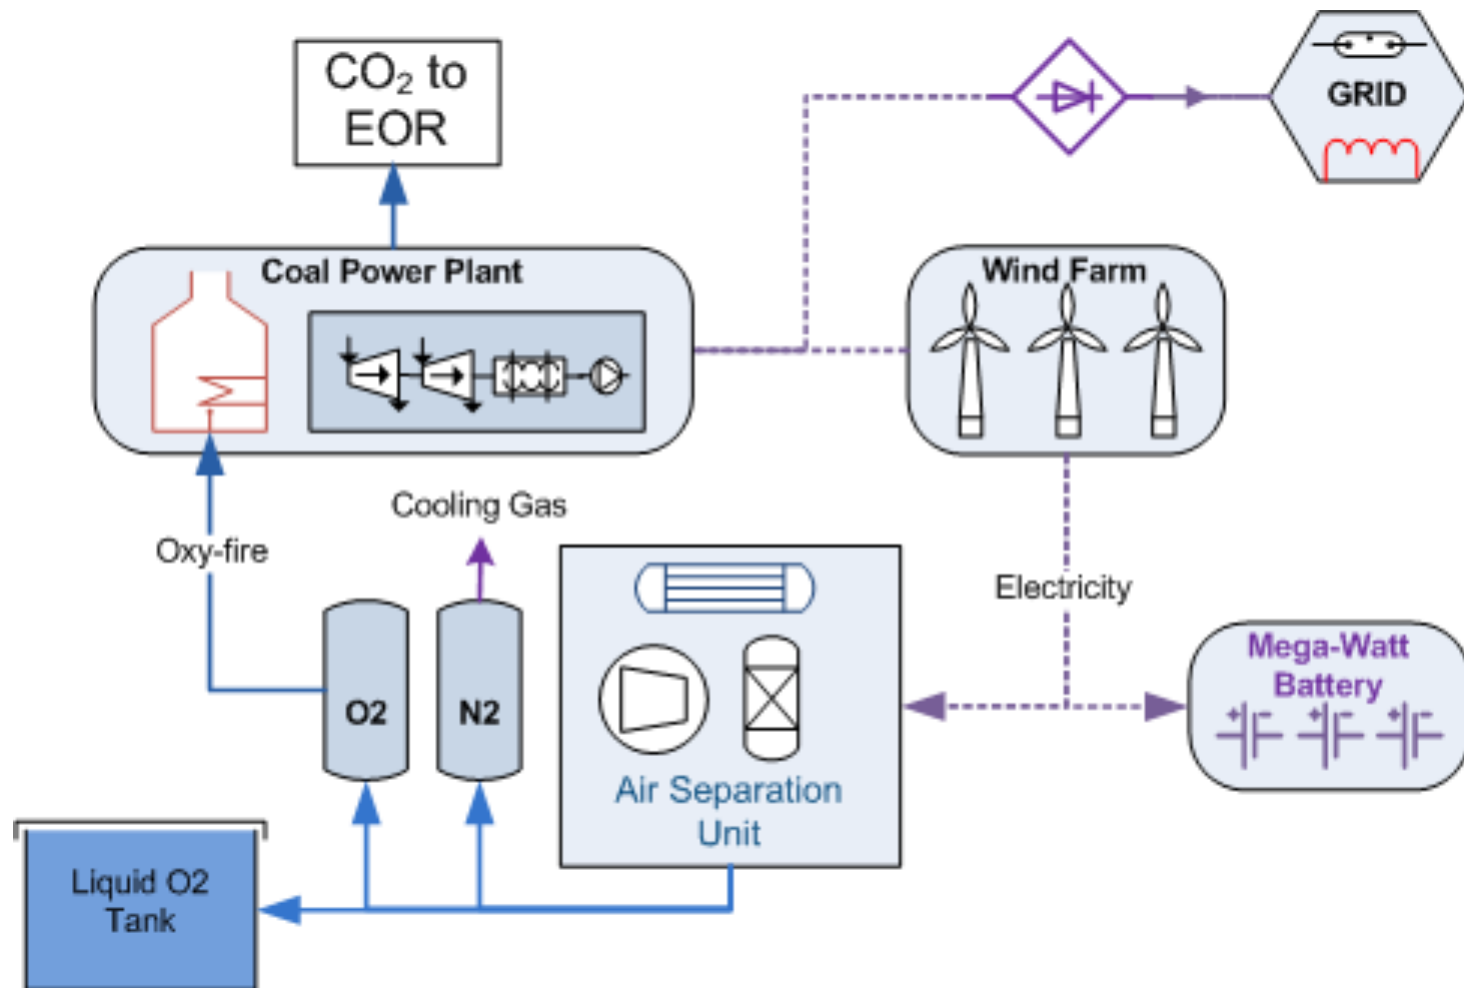 CO₂ to
EOR
GRID
Coal Power Plant
Wind Farm
Cooling Gas
Oxy-fire
Electricity
Mega-Watt
Battery
O2
N2
Air Separation
Unit
Liquid O2
Tank